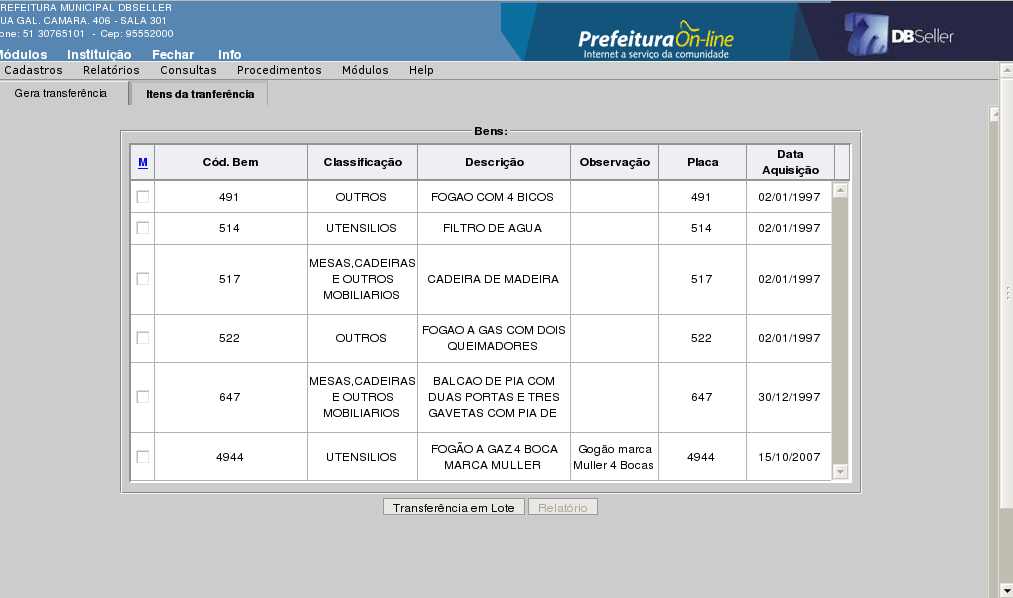 REFEITURA MUNICIPAL DBSELLER
UA GAL. CAMARA. 406 - SALA 301
one: 51 30765101 - Cep: 95552000
Módulos Instituição Fechar Info
Prefeitura On-line
Internet a serviço da comunidade
DBSeller
Cadastros Relatórios Consultas Procedimentos Módulos Help
Gera transferência Itens da tranferência
Bens:
M Cód. Bem Classificação Descrição Observação Placa Data
Aquisição
491 OUTROS FOGAO COM 4 BICOS 491 02/01/1997
514 UTENSILIOS FILTRO DE AGUA 514 02/01/1997
517 MESAS,CADEIRAS
E OUTROS
MOBILIARIOS CADEIRA DE MADEIRA 517 02/01/1997
522 OUTROS FOGAO A GAS COM DOIS
QUEIMADORES 522 02/01/1997
647 MESAS,CADEIRAS
E OUTROS
MOBILIARIOS BALCAO DE PIA COM
DUAS PORTAS E TRES
GAVETAS COM PIA DE 647 30/12/1997
4944 UTENSILIOS FOGÃO A GAZ 4 BOCA
MARCA MULLER Gogão marca
Muller 4 Bocas 4944 15/10/2007
Transferência em Lote Relatório